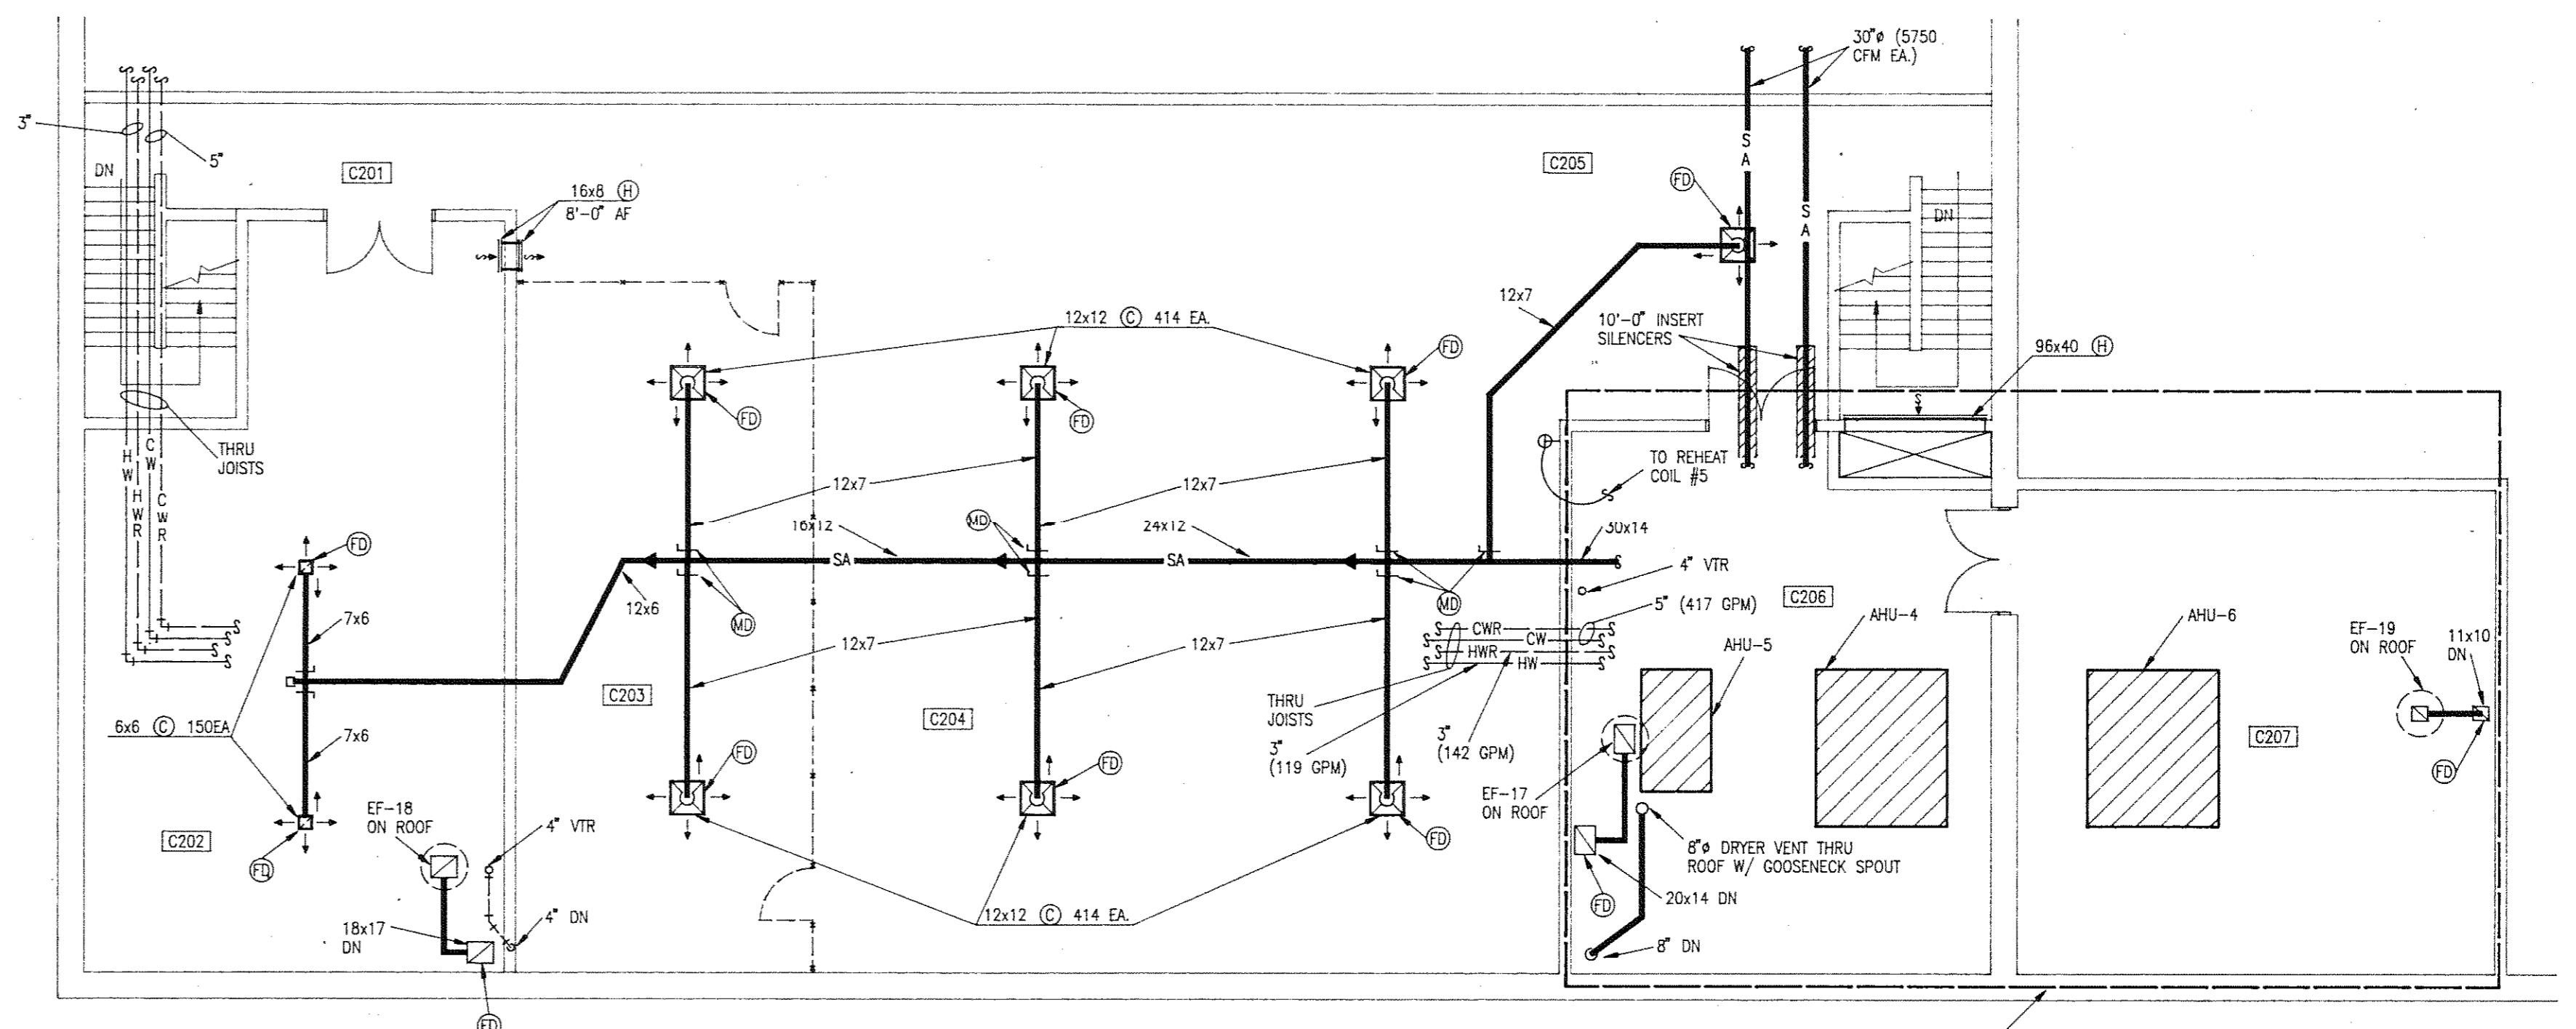 30"ø (5750
CFM EA.)
3"
5"
DN
C201
C205
16x8 (H)
8'-0" AF
FD
S
A
S
A
DN
12x7
10'-0" INSERT
SILENCERS
12x12 (C) 414 EA.
FD
96x40 (H)
FD
FD
THRU
JOISTS
H
W
H
W
R
C
W
C
W
R
TO REHEAT
COIL #5
12x7
12x7
16x12
MD
24x12
30x14
FD
SA
SA
4" VTR
12x6
MD
MD
C206
5" (417 GPM)
7x6
CWR
CW
HWR
HW
12x7
12x7
AHU-5
AHU-4
AHU-6
EF-19
ON ROOF
11x10
DN
C203
C204
THRU
JOISTS
3"
(119 GPM)
3"
(142 GPM)
6x6 (C) 150EA
7x6
C207
FD
FD
FD
EF-17
ON ROOF
EF-18
ON ROOF
4" VTR
C202
FD
FD
8"ø DRYER VENT THRU
ROOF W/ GOOSENECK SPOUT
20x14 DN
FD
12x12 (C) 414 EA.
4" DN
18x17
DN
8" DN
FD